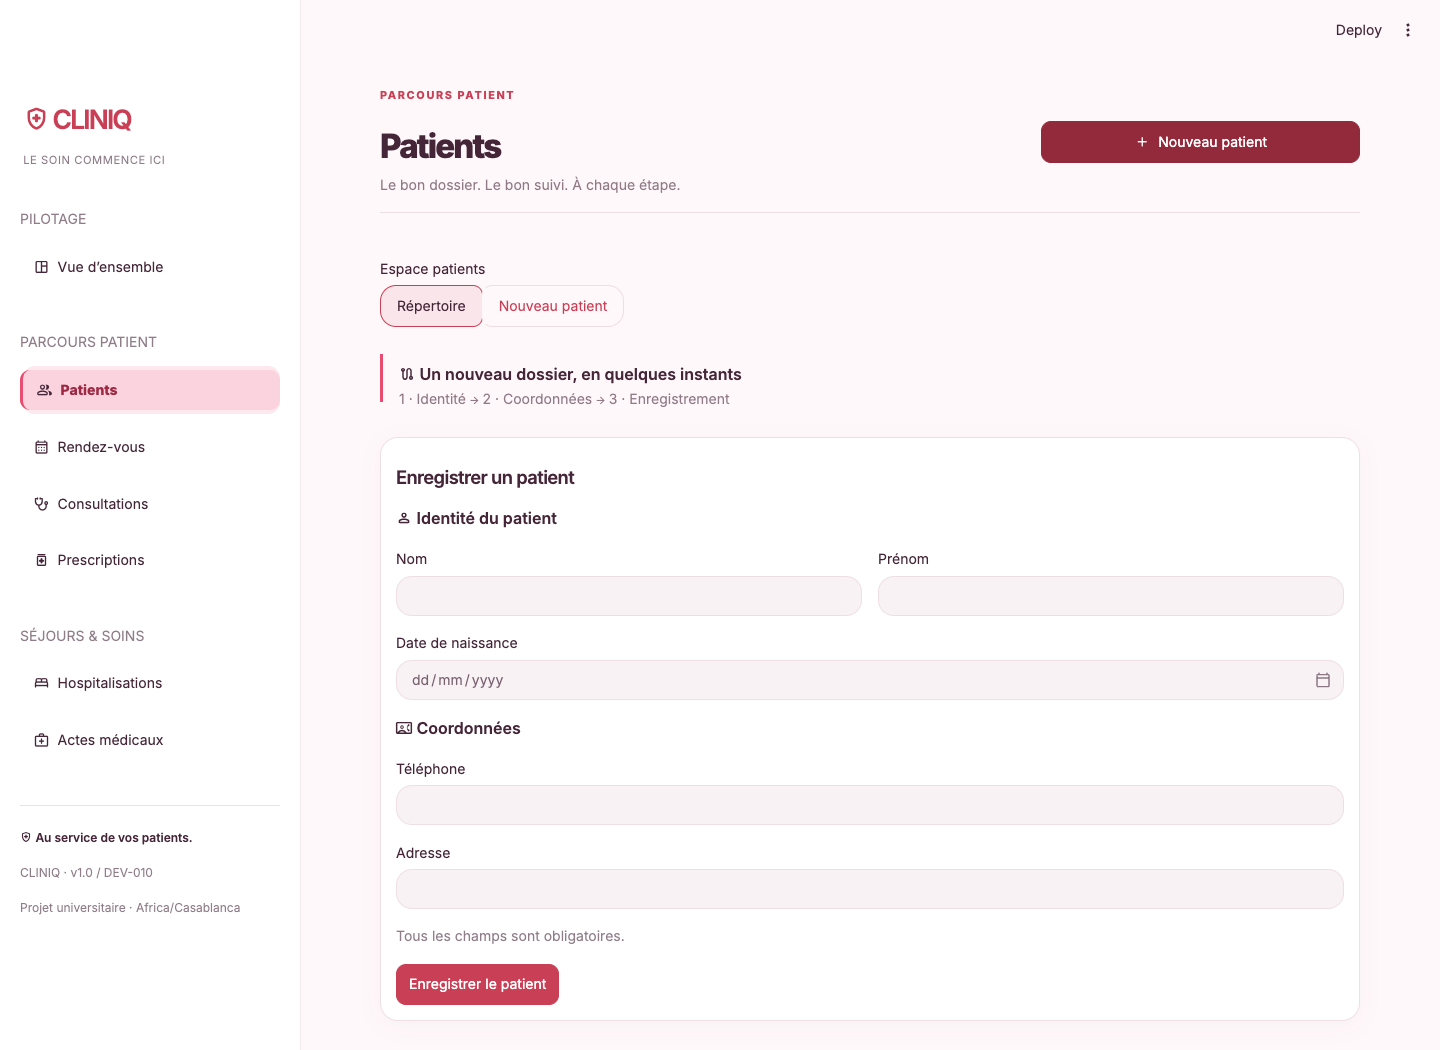 Deploy
CLINIQ
LE SOIN COMMENCE ICI
PILOTAGE
Vue d’ensemble
PARCOURS PATIENT
Patients
Rendez-vous
Consultations
Prescriptions
SÉJOURS & SOINS
Hospitalisations
Actes médicaux
Au service de vos patients.
CLINIQ · v1.0 / DEV-010
Projet universitaire · Africa/Casablanca
PARCOURS PATIENT
Patients
+ Nouveau patient
Le bon dossier. Le bon suivi. À chaque étape.
Espace patients
Répertoire
Nouveau patient
Un nouveau dossier, en quelques instants
1 · Identité → 2 · Coordonnées → 3 · Enregistrement
Enregistrer un patient
Identité du patient
Nom
Prénom
Date de naissance
dd/mm/yyyy
Coordonnées
Téléphone
Adresse
Tous les champs sont obligatoires.
Enregistrer le patient